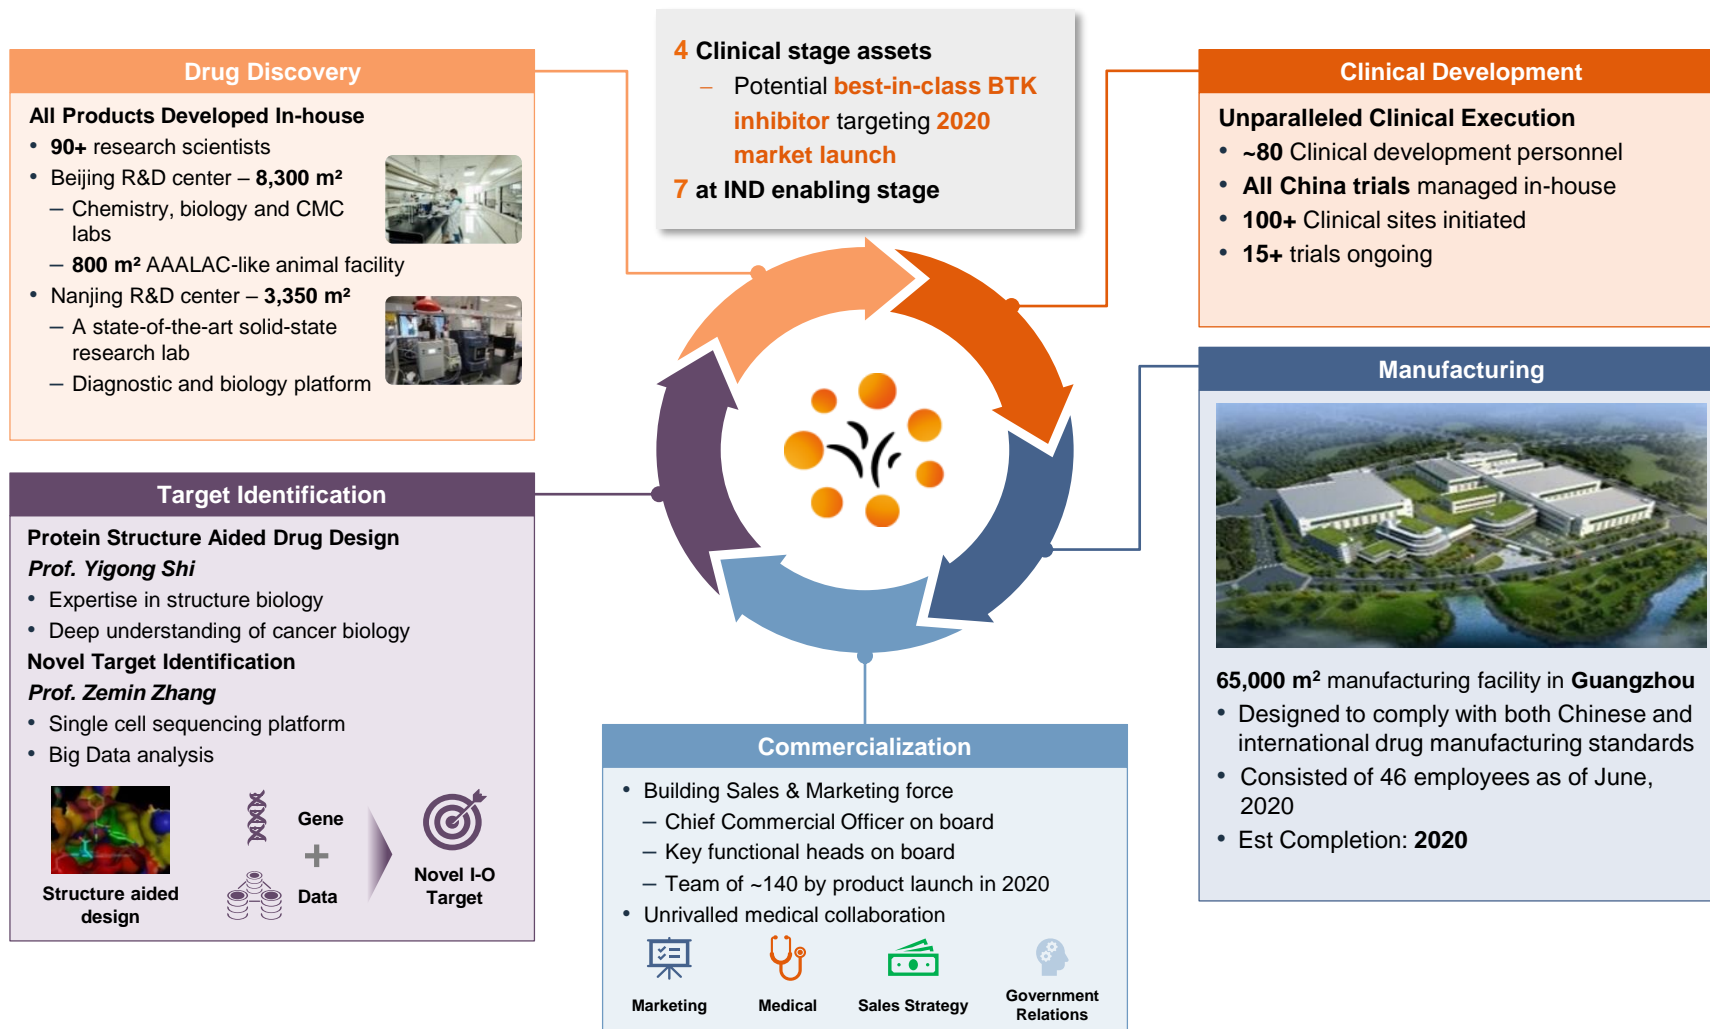 4 Clinical stage assets
– Potential best-in-class BTK
inhibitor targeting 2020
market launch
7 at IND enabling stage
Drug Discovery
All Products Developed In-house
• 90+ research scientists
• Beijing R&D center – 8,300 m²
– Chemistry, biology and CMC
labs
– 800 m² AAALAC-like animal facility
• Nanjing R&D center – 3,350 m²
– A state-of-the-art solid-state
research lab
– Diagnostic and biology platform
Clinical Development
Unparalleled Clinical Execution
• ~80 Clinical development personnel
• All China trials managed in-house
• 100+ Clinical sites initiated
• 15+ trials ongoing
Manufacturing
65,000 m² manufacturing facility in Guangzhou
• Designed to comply with both Chinese and
international drug manufacturing standards
• Consisted of 46 employees as of June,
2020
• Est Completion: 2020
Target Identification
Protein Structure Aided Drug Design
Prof. Yigong Shi
• Expertise in structure biology
• Deep understanding of cancer biology
Novel Target Identification
Prof. Zemin Zhang
• Single cell sequencing platform
• Big Data analysis
Structure aided
design
Gene
+
Data
Novel I-O
Target
Commercialization
• Building Sales & Marketing force
– Chief Commercial Officer on board
– Key functional heads on board
– Team of ~140 by product launch in 2020
• Unrivalled medical collaboration
Marketing
Medical
Sales Strategy
Government
Relations